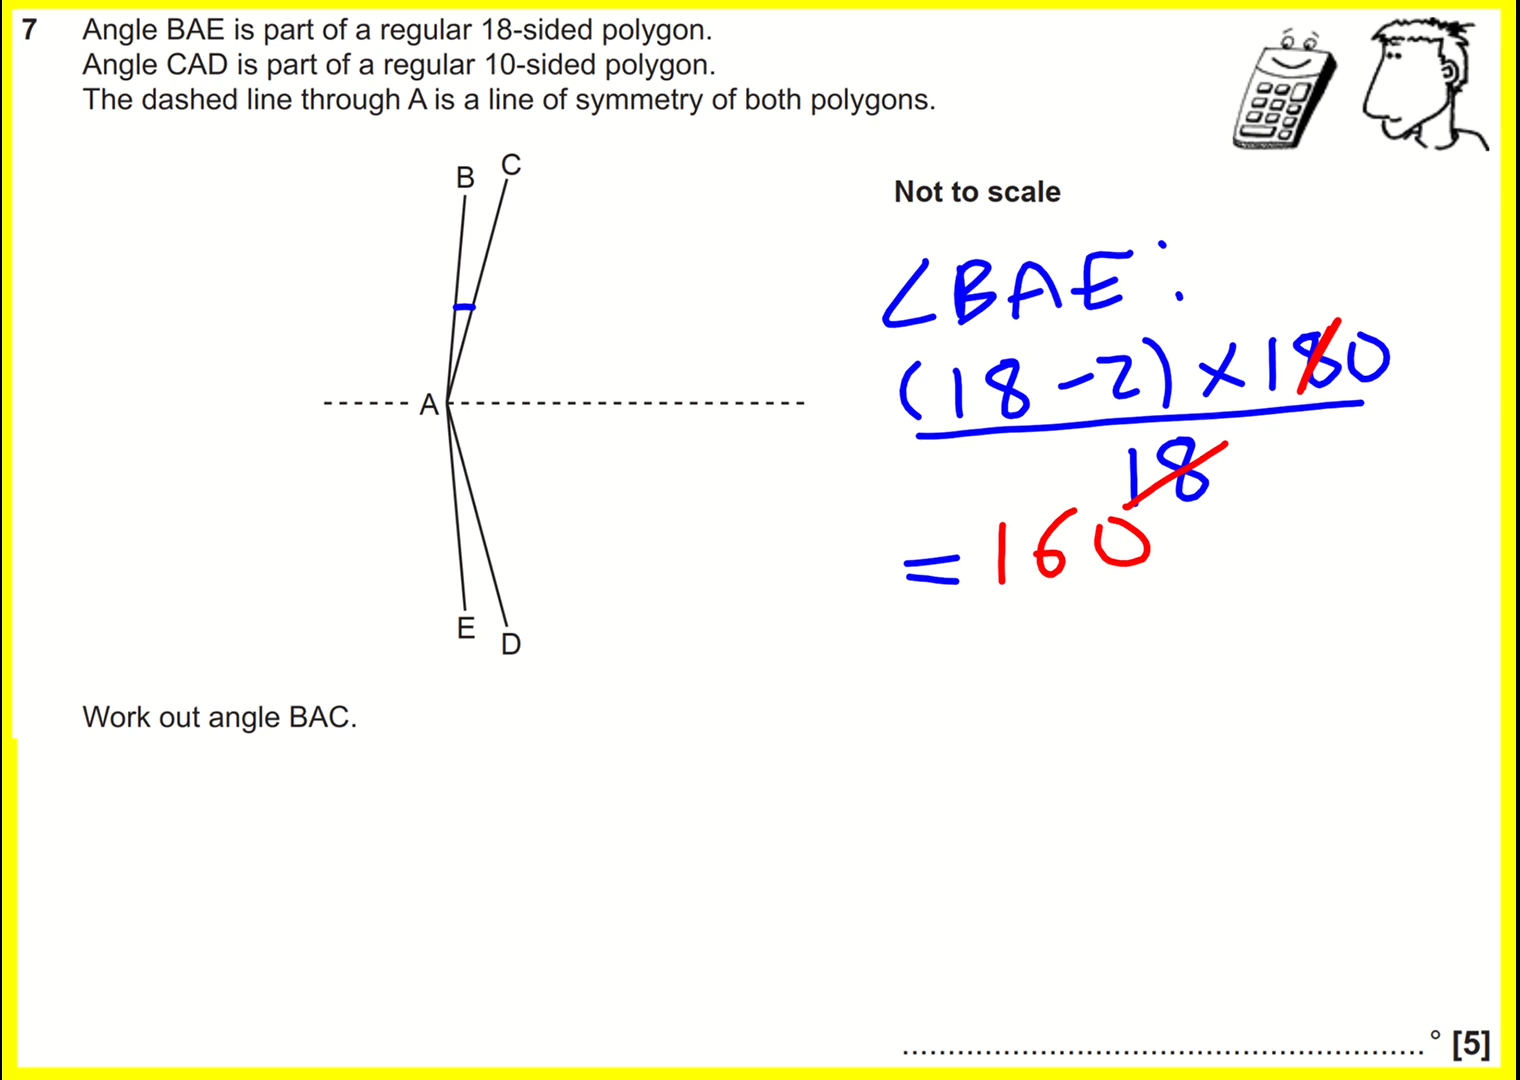 7 Angle BAE is part of a regular 18-sided polygon.
Angle CAD is part of a regular 10-sided polygon.
The dashed line through A is a line of symmetry of both polygons.
B C
Not to scale
∠BAE:
(18-2)×180
18
= 160
A
E D
Work out angle BAC.
° [5]